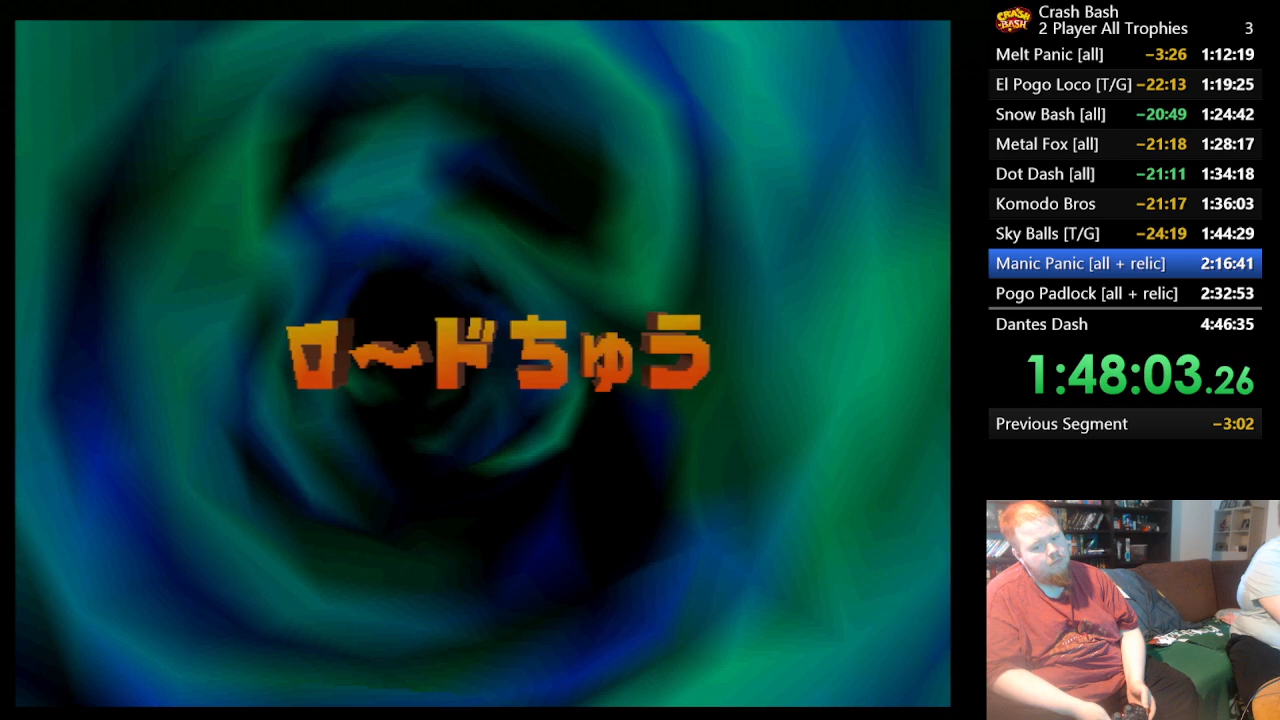 ロ〜ドちゅう
CRASH BASH
Crash Bash
2 Player All Trophies 3
Melt Panic [all] −3:26 1:12:19
El Pogo Loco [T/G] −22:13 1:19:25
Snow Bash [all] −20:49 1:24:42
Metal Fox [all] −21:18 1:28:17
Dot Dash [all] −21:11 1:34:18
Komodo Bros −21:17 1:36:03
Sky Balls [T/G] −24:19 1:44:29
Manic Panic [all + relic] 2:16:41
Pogo Padlock [all + relic] 2:32:53
Dantes Dash 4:46:35
1:48:03.26
Previous Segment −3:02